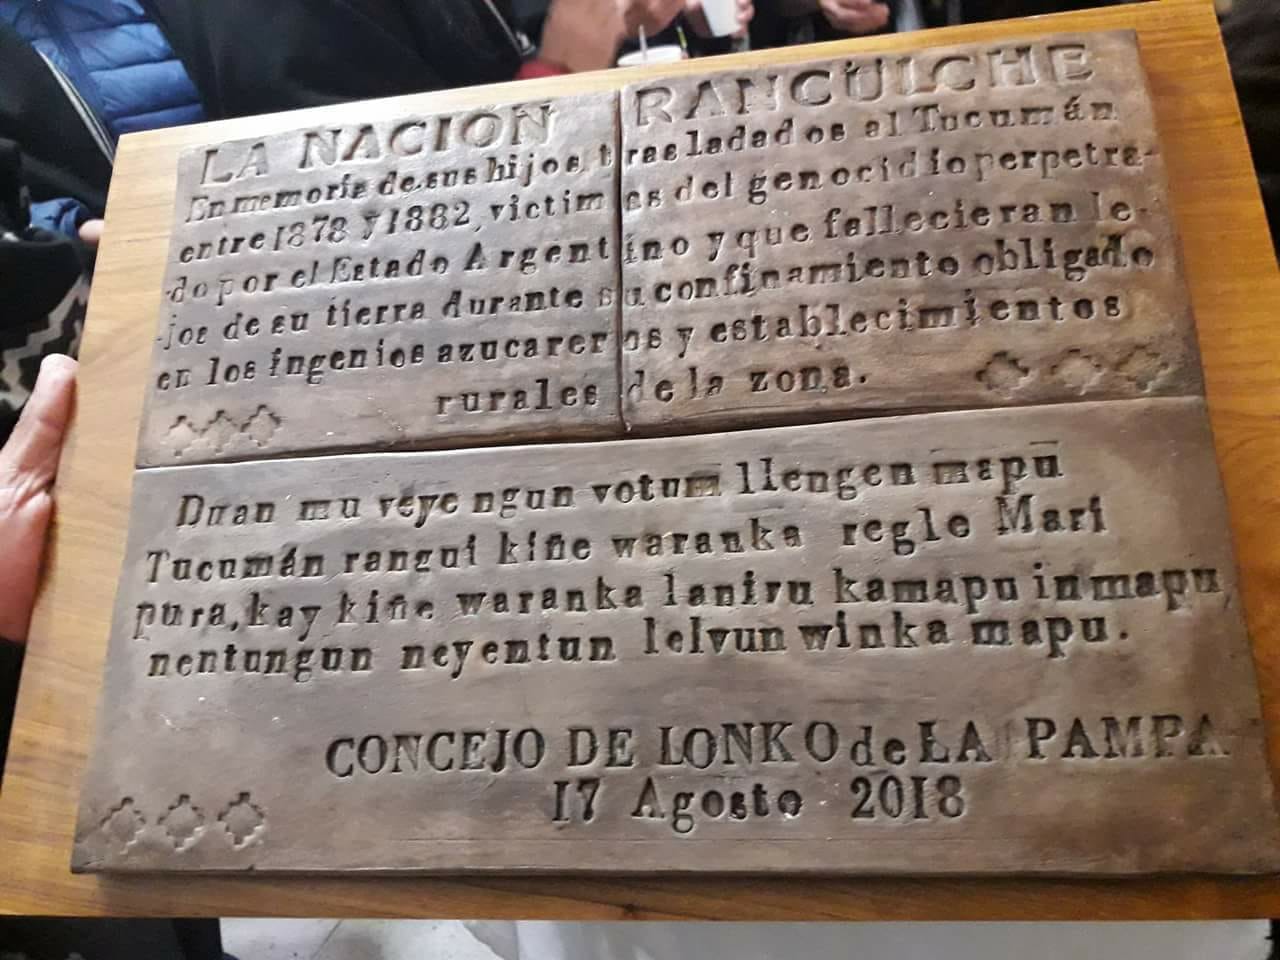 LA NACIÓN RANCULCHE
En memoria de sus hijos trasladados al Tucumán
entre 1878 y 1882, victimas del genocidio perpetra-
do por el Estado Argentino y que fallecieran le-
jos de su tierra durante su confinamiento obligado
en los ingenios azucareros y establecimientos
rurales de la zona.
Duan mu veye ngun votum llengen mapū
Tucumán rangui kiñe waranka regle Mari
pura, kay kiñe waranka laniru kamapu in mapu
nentungun neyentun lelvun winka mapu.
CONCEJO DE LONKO de LA PAMPA
17 Agosto 2018